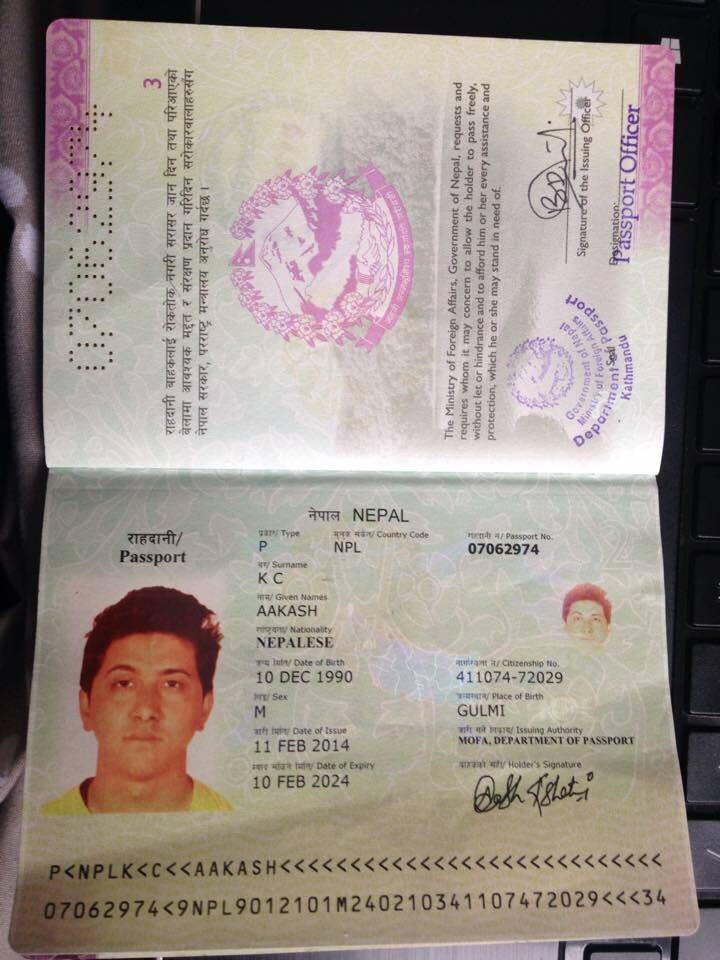 07062974
3
राहदानी वाहकलाई रोकतोक नगरी सरासर जान दिन तथा परिआएको
बेलामा आवश्यक मद्दत र संरक्षण प्रदान गरिदिन सरोकारवालाहरुसँग
नेपाल सरकार, परराष्ट्र मन्त्रालय अनुरोध गर्दछ ।
The Ministry of Foreign Affairs, Government of Nepal, requests and
requires whom it may concern to allow the holder to pass freely,
without let or hindrance and to afford him or her every assistance and
protection, which he or she may stand in need of.
Signature of the Issuing Officer
Designation:
Passport Officer
Seal
Government of Nepal
Ministry of Foreign Affairs
Department of Passport
Kathmandu
नेपाल NEPAL
राहदानी/
Passport
प्रकार/ Type
मुलुक संकेत/ Country Code
राहदानी नं/ Passport No.
P
NPL
07062974
थर/ Surname
K C
नाम/ Given Names
AAKASH
राष्ट्रियता/ Nationality
NEPALESE
जन्म मिति/ Date of Birth
नागरिकता नं/ Citizenship No.
10 DEC 1990
411074-72029
लिङ्ग/ Sex
जन्मस्थान/ Place of Birth
M
GULMI
जारी मिति/ Date of Issue
जारी गर्ने निकाय/ Issuing Authority
11 FEB 2014
MOFA, DEPARTMENT OF PASSPORT
Date of Expiry
वाहकको सही/ Holder's Signature
10 FEB 2024
P<NPLK<C<<AAKASH<<<<<<<<<<<<<<<<<<<<<<<<<<<<
07062974<9NPL9012101M240210341107472029<<<34